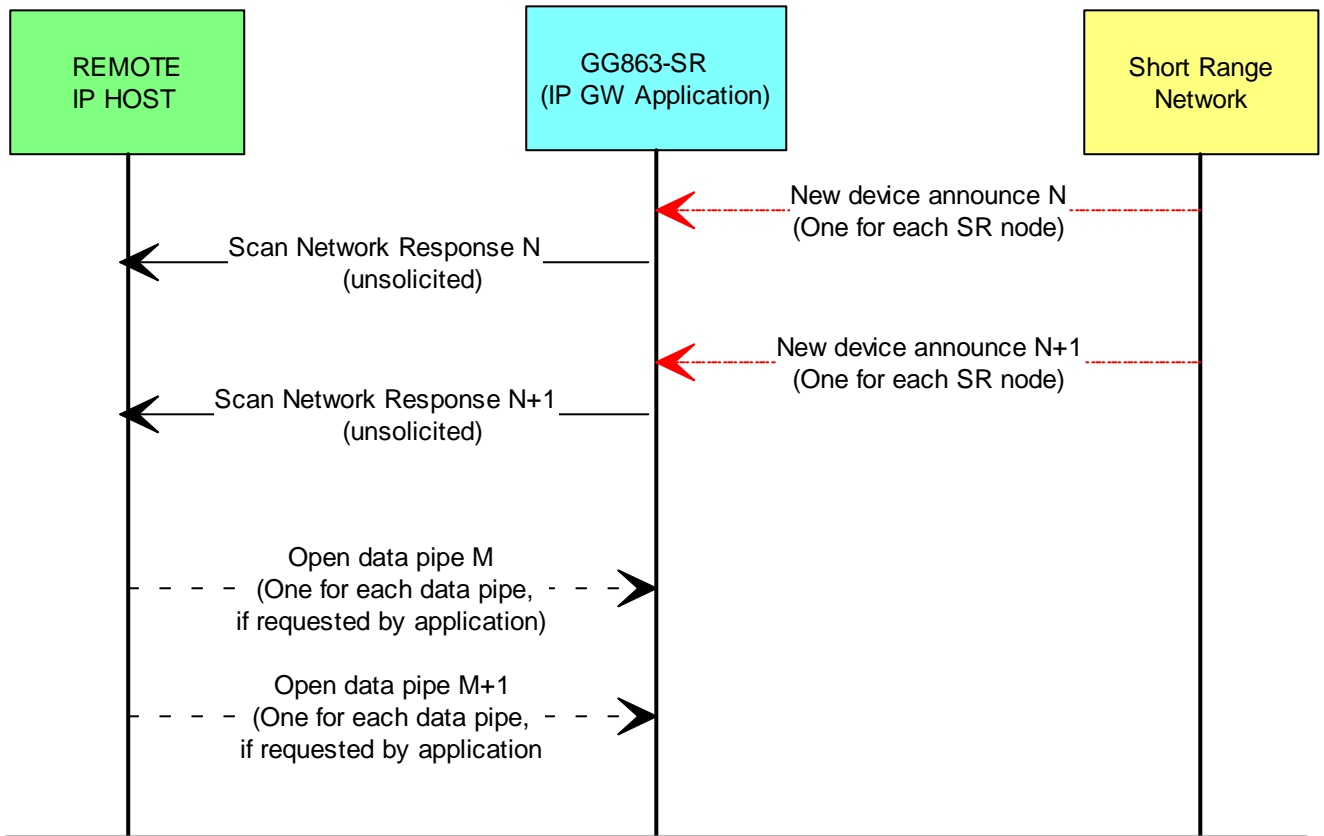 REMOTE
IP HOST
GG863-SR
(IP GW Application)
Short Range
Network
New device announce N
(One for each SR node)
Scan Network Response N
(unsolicited)
New device announce N+1
(One for each SR node)
Scan Network Response N+1
(unsolicited)
Open data pipe M
(One for each data pipe,
if requested by application)
Open data pipe M+1
(One for each data pipe,
if requested by application